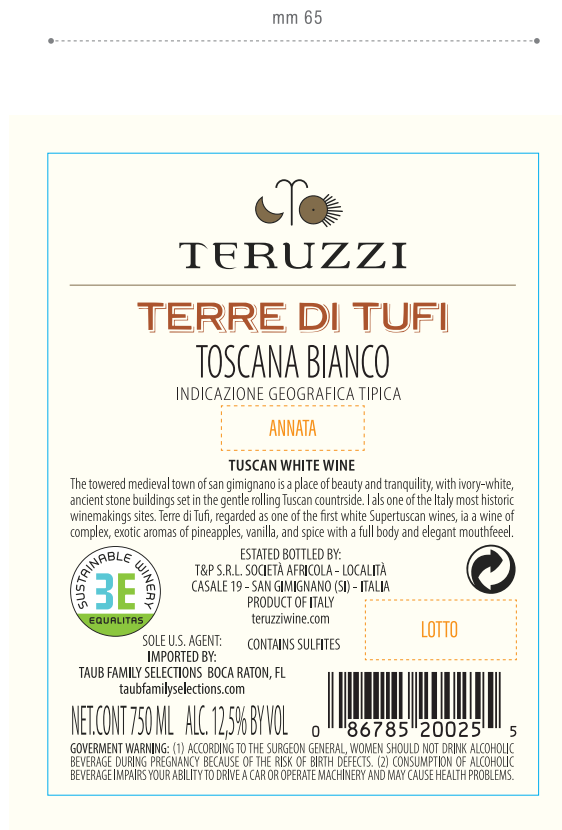 mm 65
TERUZZI
TERRE DI TUFI
TOSCANA BIANCO
INDICAZIONE GEOGRAFICA TIPICA
ANNATA
TUSCAN WHITE WINE
The towered medieval town of san gimignano is a place of beauty and tranquility, with ivory-white,
ancient stone buildings set in the gentle rolling Tuscan countrside. I als one of the Italy most historic
winemakings sites. Terre di Tufi, regarded as one of the first white Supertuscan wines, ia a wine of
complex, exotic aromas of pineapples, vanilla, and spice with a full body and elegant mouthfeeel.
SUSTAINABLE WINERY
3E
EQUALITAS
ESTATED BOTTLED BY:
T&P S.R.L. SOCIETÀ AFRICOLA - LOCALITÀ
CASALE 19 - SAN GIMIGNANO (SI) - ITALIA
PRODUCT OF ITALY
teruzziwine.com
LOTTO
SOLE U.S. AGENT:
CONTAINS SULFITES
IMPORTED BY:
TAUB FAMILY SELECTIONS BOCA RATON, FL
taubfamilyselections.com
NET.CONT 750 ML ALC. 12,5% BY VOL
0 86785 20025 5
GOVERMENT WARNING: (1) ACCORDING TO THE SURGEON GENERAL, WOMEN SHOULD NOT DRINK ALCOHOLIC
BEVERAGE DURING PREGNANCY BECAUSE OF THE RISK OF BIRTH DEFECTS. (2) CONSUMPTION OF ALCOHOLIC
BEVERAGE IMPAIRS YOUR ABILITY TO DRIVE A CAR OR OPERATE MACHINERY AND MAY CAUSE HEALTH PROBLEMS.